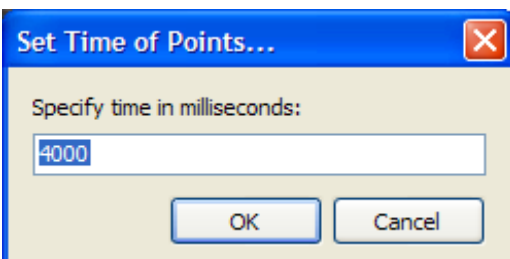 Set Time of Points...
Specify time in milliseconds:
4000
OK Cancel